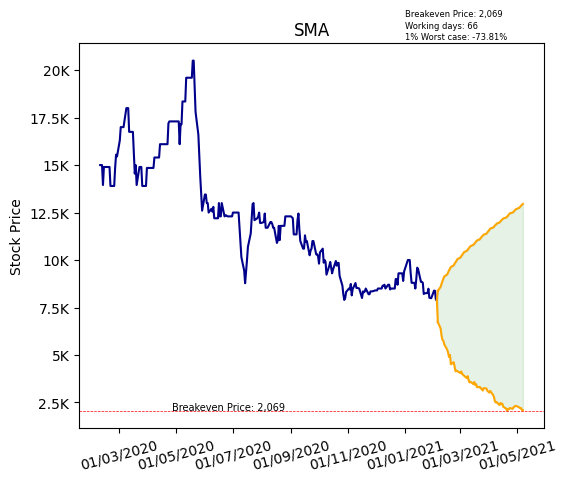 Breakeven Price: 2,069
Working days: 66
1% Worst case: -73.81%
SMA
Stock Price
20K
17.5K
15K
12.5K
10K
7.5K
5K
2.5K
Breakeven Price: 2,069
01/03/2020
01/05/2020
01/07/2020
01/09/2020
01/11/2020
01/01/2021
01/03/2021
01/05/2021